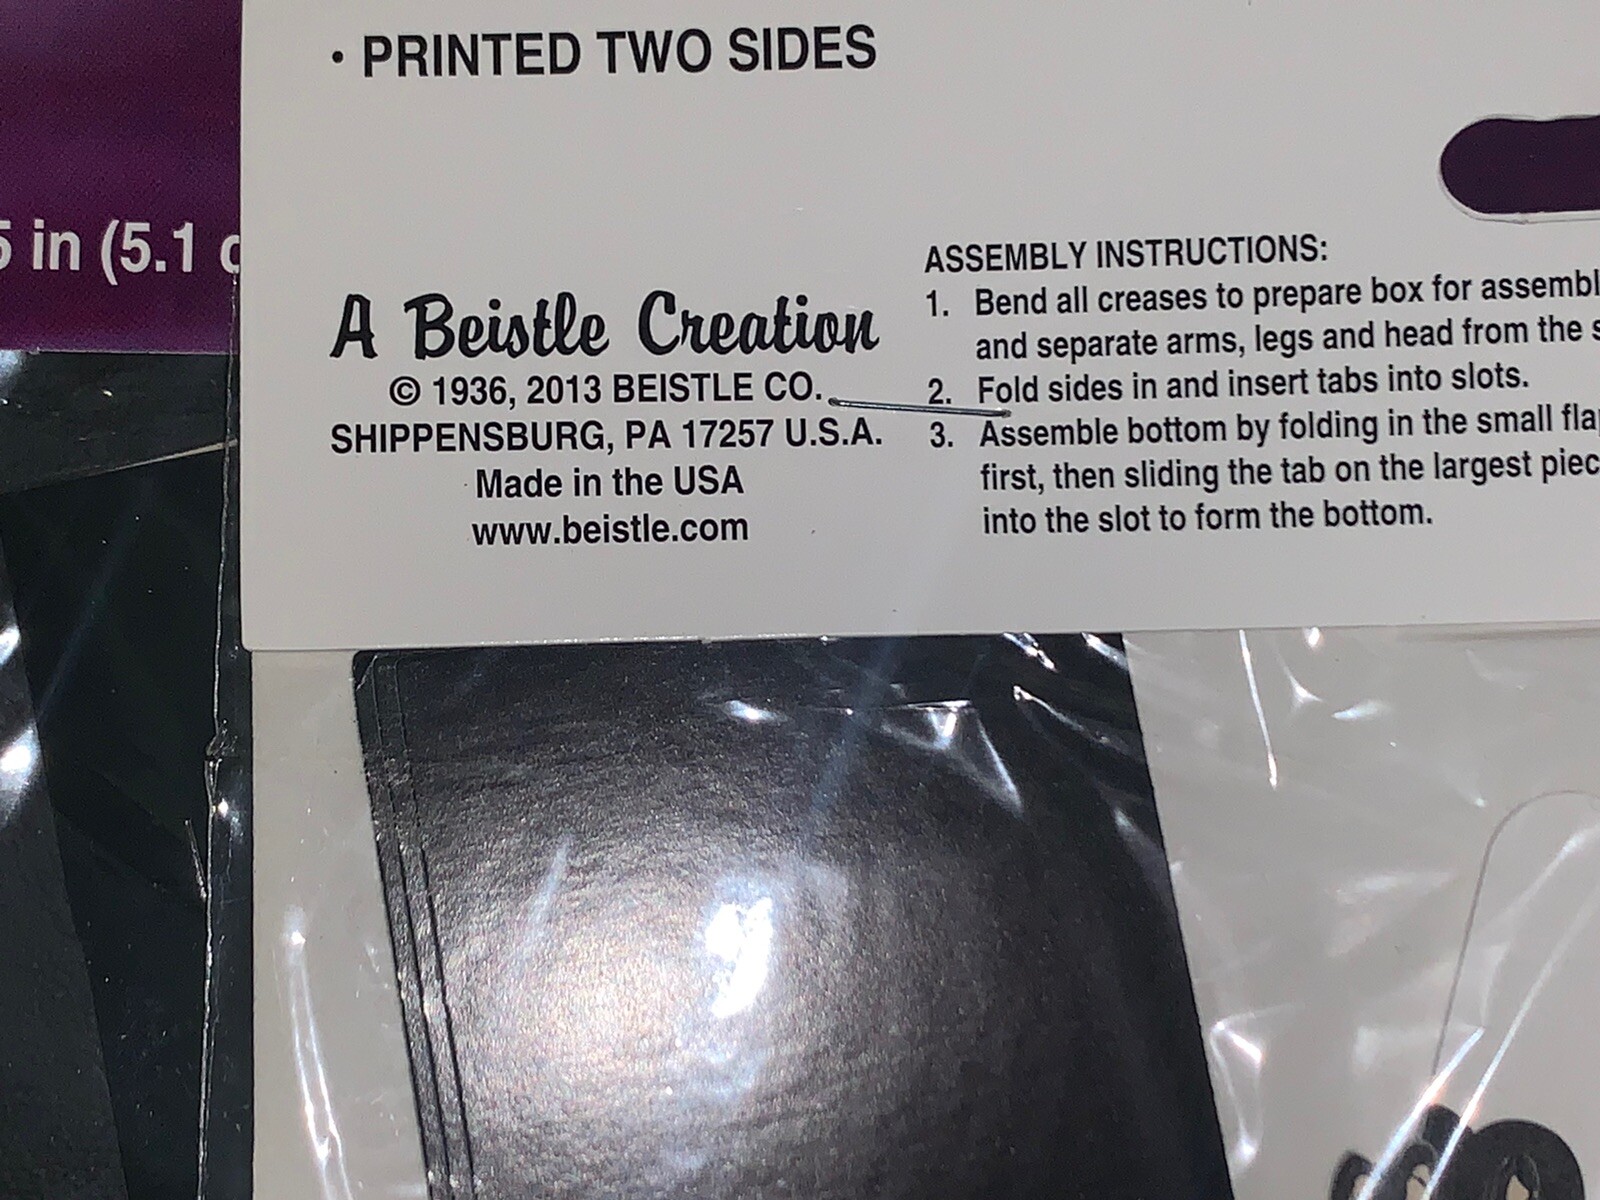 • PRINTED TWO SIDES
in (5.1
A Beistle Creation
© 1936, 2013 BEISTLE CO.
SHIPPENSBURG, PA 17257 U.S.A.
Made in the USA
www.beistle.com
ASSEMBLY INSTRUCTIONS:
1. Bend all creases to prepare box for assembl
and separate arms, legs and head from the s
2. Fold sides in and insert tabs into slots.
3. Assemble bottom by folding in the small fla
first, then sliding the tab on the largest piec
into the slot to form the bottom.